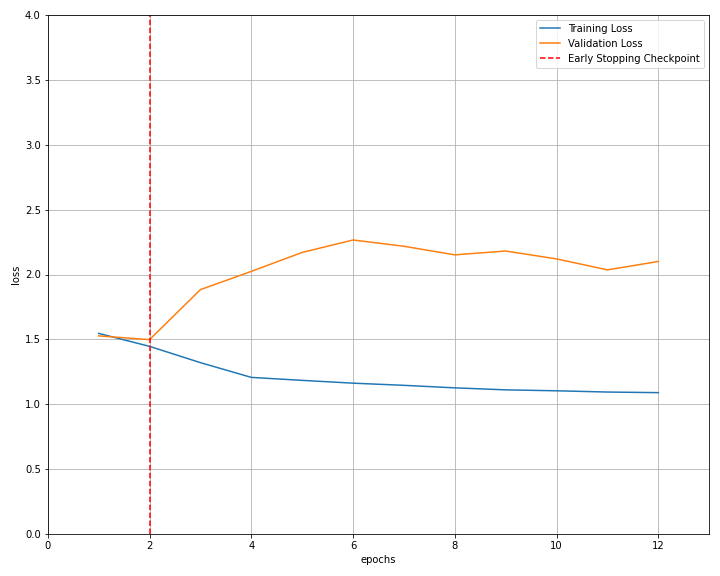 4.0
3.5
3.0
2.5
2.0
1.5
1.0
0.5
0.0
loss
Training Loss
Validation Loss
Early Stopping Checkpoint
0 2 4 6 8 10 12
epochs